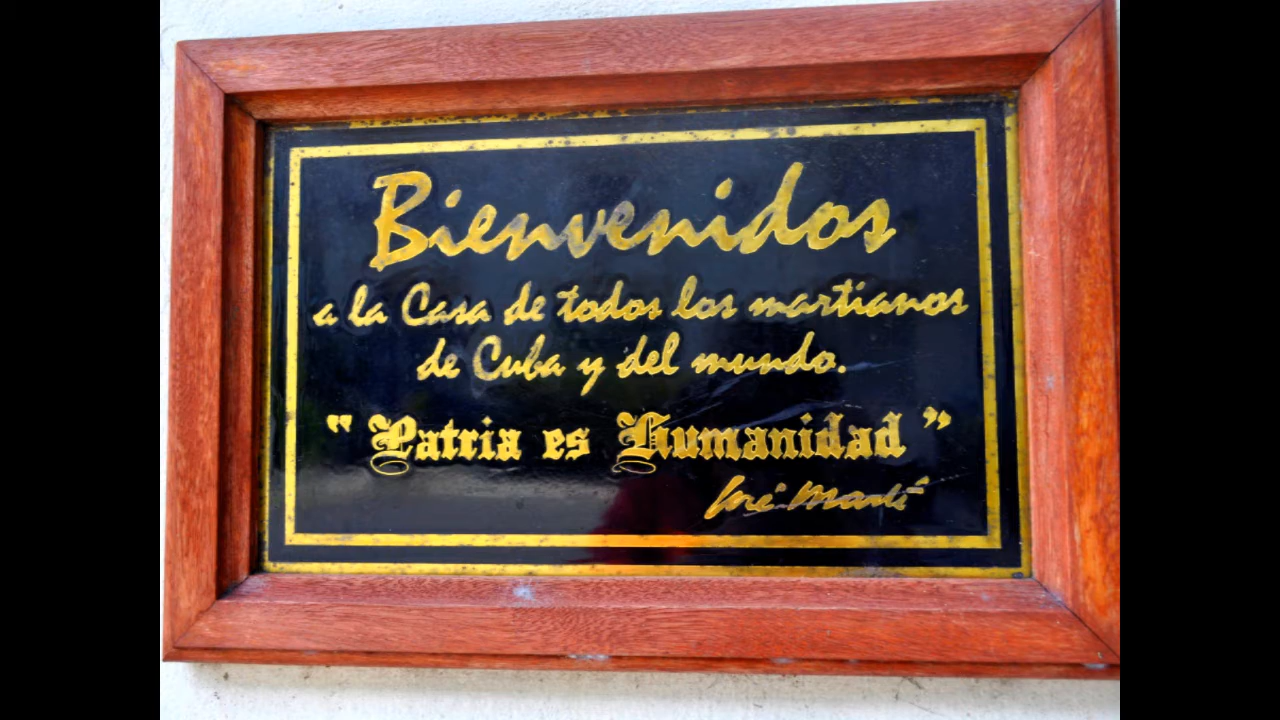 Bienvenidos
a la Casa de todos los martianos
de Cuba y del mundo.
" Patria es Humanidad "
José Martí